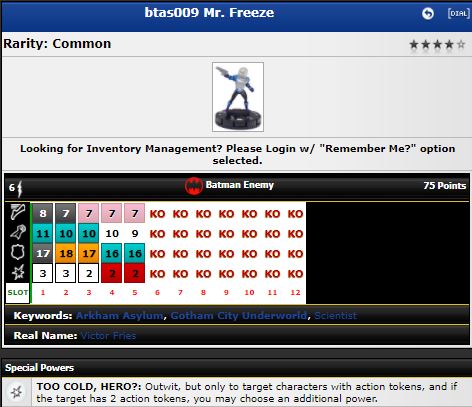 btas009 Mr. Freeze
[DIAL]
Rarity: Common
Looking for Inventory Management? Please Login w/ "Remember Me?" option
selected.
6
Batman Enemy
75 Points
8 7 7 7 7 KO KO KO KO KO KO KO
11 10 10 10 9 KO KO KO KO KO KO KO
17 18 17 16 16 KO KO KO KO KO KO KO
3 3 2 2 2 KO KO KO KO KO KO KO
SLOT 1 2 3 4 5 6 7 8 9 10 11 12
Keywords: Arkham Asylum, Gotham City Underworld, Scientist
Real Name: Victor Fries
Special Powers
TOO COLD, HERO?: Outwit, but only to target characters with action tokens, and if
the target has 2 action tokens, you may choose an additional power.